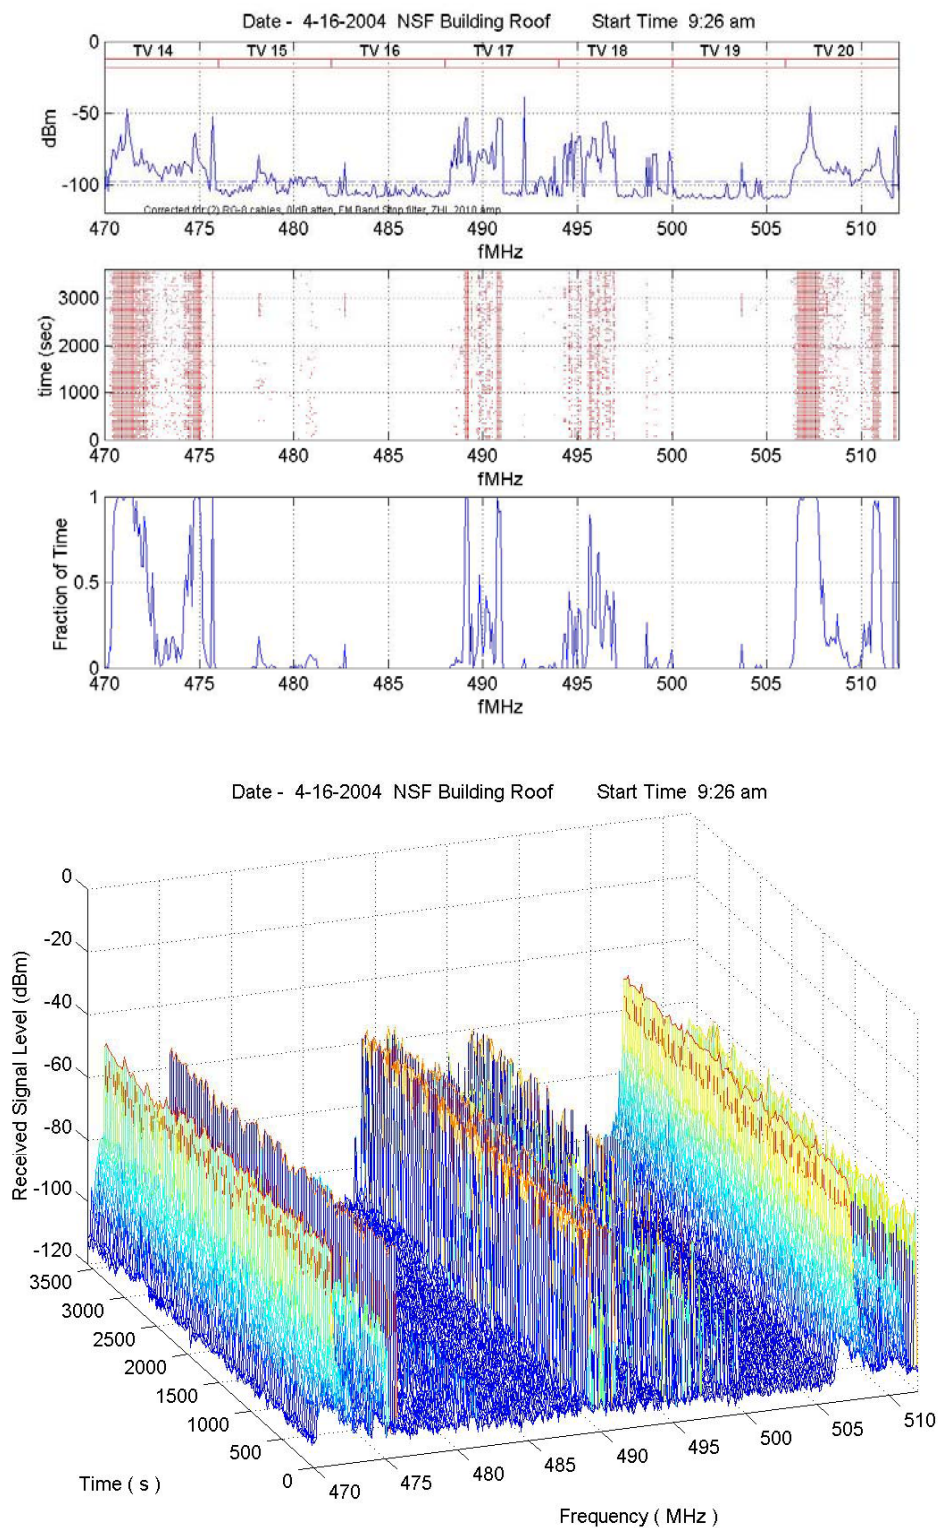 Date - 4-16-2004 NSF Building Roof Start Time 9:26 am
0
TV 14 TV 15 TV 16 TV 17 TV 18 TV 19 TV 20
dBm
-50
-100
Corrected for (2) RG-8 cables, 0 dB atten, FM Band Stop filter, ZHL 2010 amp
470 475 480 485 490 495 500 505 510
fMHz
time (sec)
3000
2000
1000
0
470 475 480 485 490 495 500 505 510
fMHz
Fraction of Time
1
0.5
0
470 475 480 485 490 495 500 505 510
fMHz
Date - 4-16-2004 NSF Building Roof Start Time 9:26 am
Received Signal Level (dBm)
0
-20
-40
-60
-80
-100
-120
3500
3000
2500
2000
1500
1000
500
0
Time ( s )
470 475 480 485 490 495 500 505 510
Frequency ( MHz )